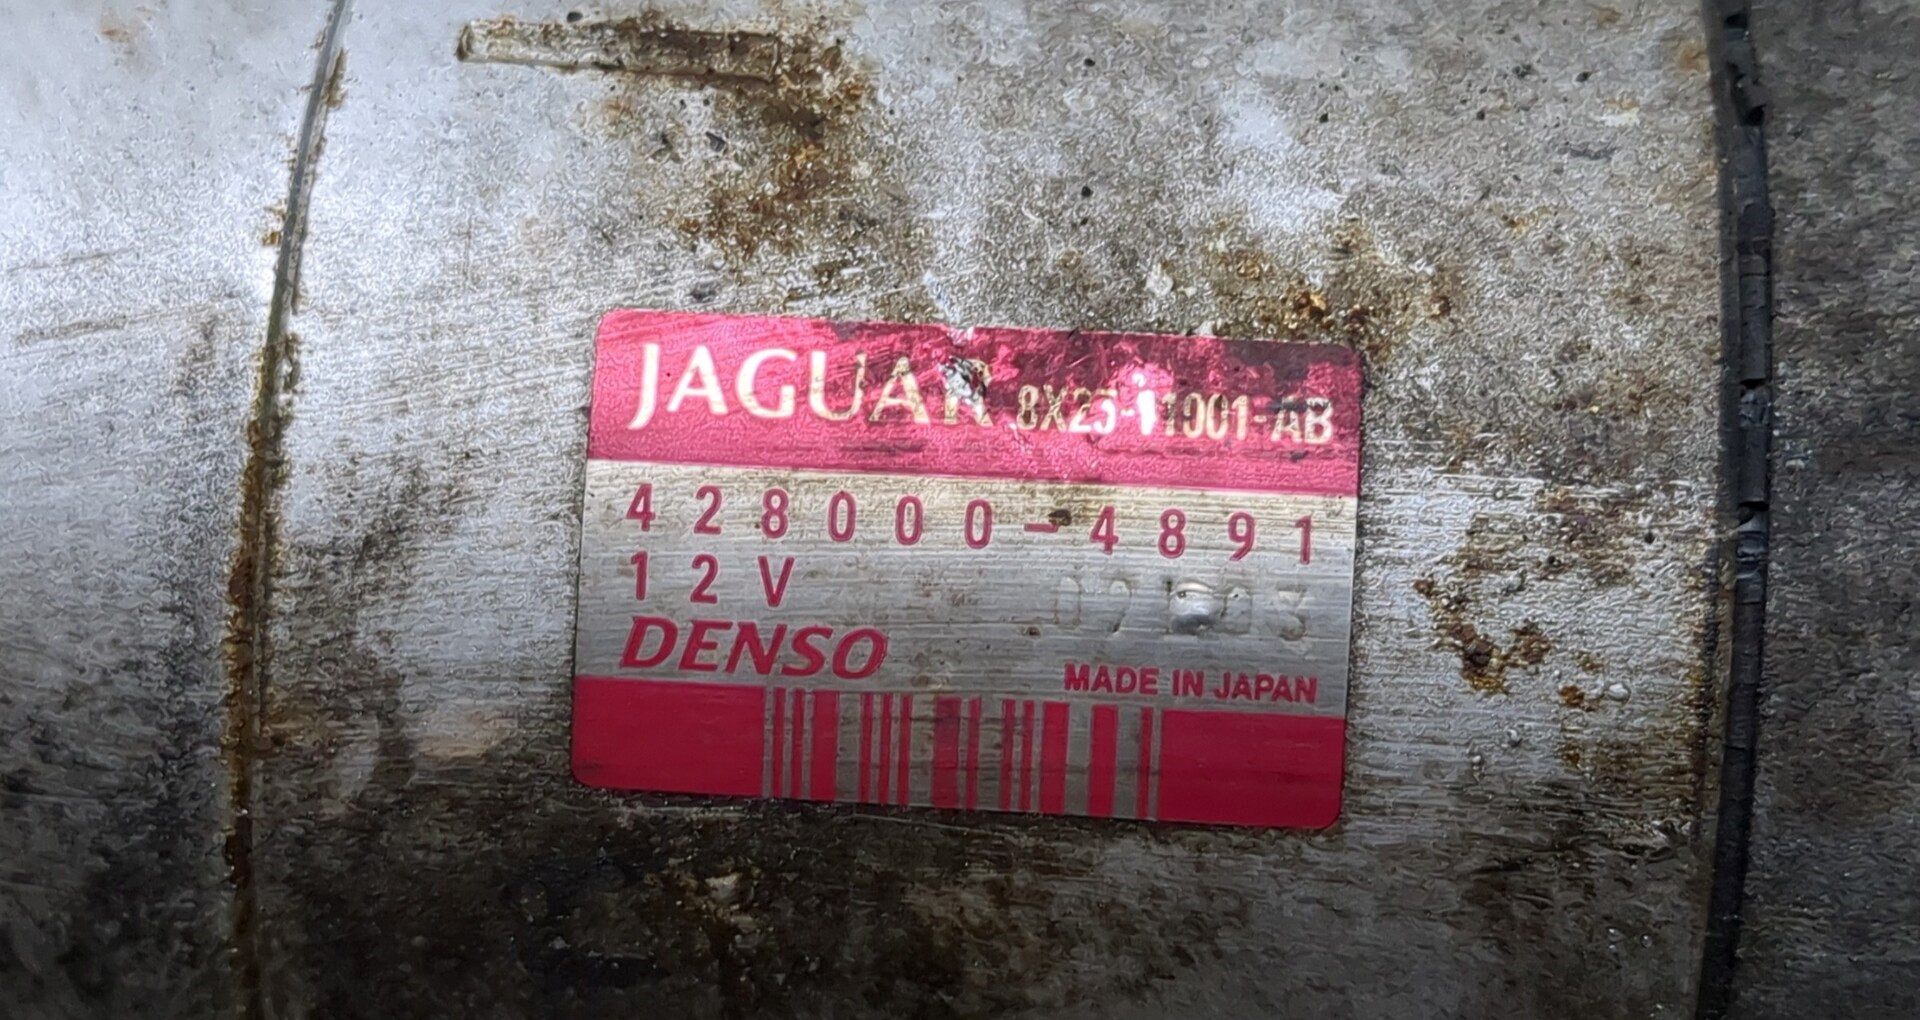 JAGUAR 8X23-11001-AB
428000-4891
12V
DENSO
MADE IN JAPAN